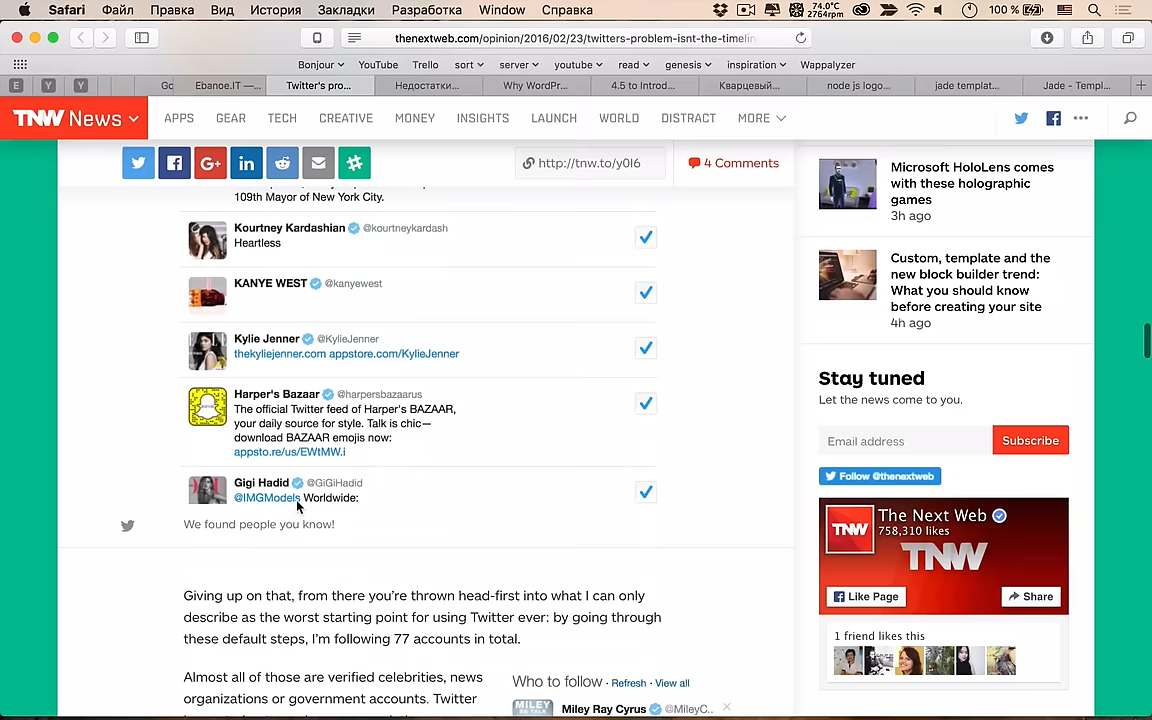 Safari Файл Правка Вид История Закладки Разработка Window Справка 74.0°C 2764rpm 100 %
thenextweb.com/opinion/2016/02/23/twitters-problem-isnt-the-timelin
Bonjour YouTube Trello sort server youtube read genesis inspiration Wappalyzer
E Y Y Gc Ebanoe.IT —... Twitter's pro... Недостатки... Why WordPr... 4.5 to Introd... Кварцевый... node js logo... jade templat... Jade - Templ...
TNW News APPS GEAR TECH CREATIVE MONEY INSIGHTS LAUNCH WORLD DISTRACT MORE
http://tnw.to/y0I6 4 Comments
109th Mayor of New York City.
Kourtney Kardashian @kourtneykardash
Heartless
KANYE WEST @kanyewest
Kylie Jenner @KylieJenner
thekyliejenner.com appstore.com/KylieJenner
Harper's Bazaar @harpersbazaarus
The official Twitter feed of Harper's BAZAAR,
your daily source for style. Talk is chic—
download BAZAAR emojis now:
appsto.re/us/EWtMW.i
Gigi Hadid @GiGiHadid
@IMGModels Worldwide:
We found people you know!
Giving up on that, from there you're thrown head-first into what I can only
describe as the worst starting point for using Twitter ever: by going through
these default steps, I'm following 77 accounts in total.
Almost all of those are verified celebrities, news
organizations or government accounts. Twitter
Who to follow · Refresh · View all
Miley Ray Cyrus @MileyC..
Microsoft HoloLens comes
with these holographic
games
3h ago
Custom, template and the
new block builder trend:
What you should know
before creating your site
4h ago
Stay tuned
Let the news come to you.
Email address Subscribe
Follow @thenextweb
TNW The Next Web
758,310 likes
TNW
Like Page Share
1 friend likes this